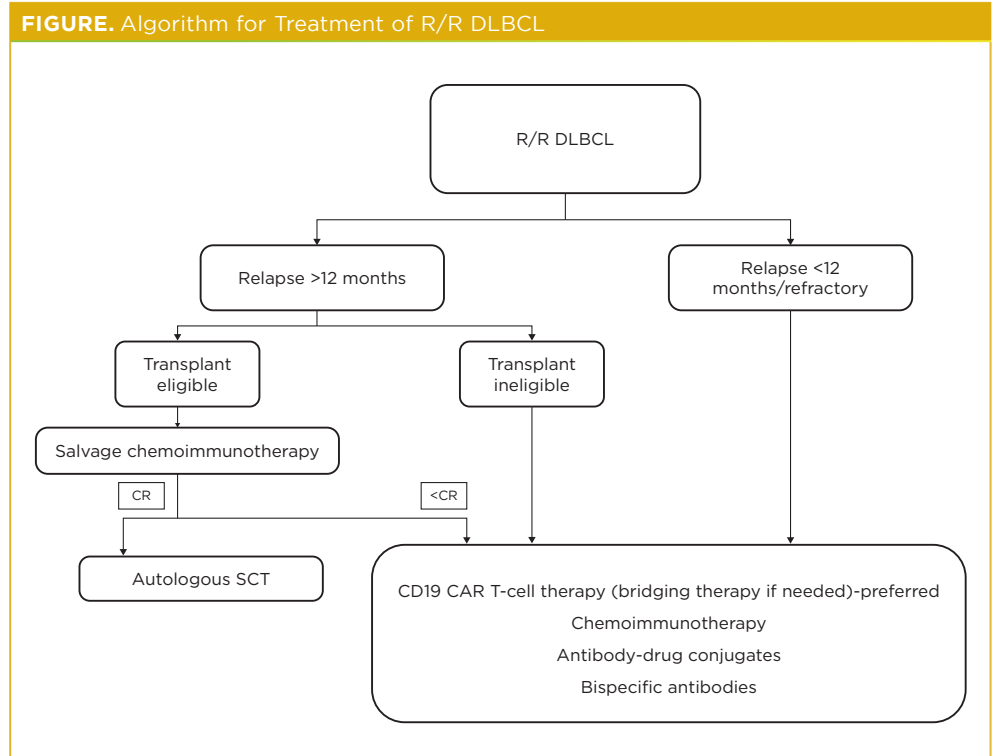 FIGURE. Algorithm for Treatment of R/R DLBCL
R/R DLBCL
Relapse >12 months
Relapse <12
months/refractory
Transplant
eligible
Transplant
ineligible
Salvage chemoimmunotherapy
CR
<CR
Autologous SCT
CD19 CAR T-cell therapy (bridging therapy if needed)-preferred
Chemoimmunotherapy
Antibody-drug conjugates
Bispecific antibodies